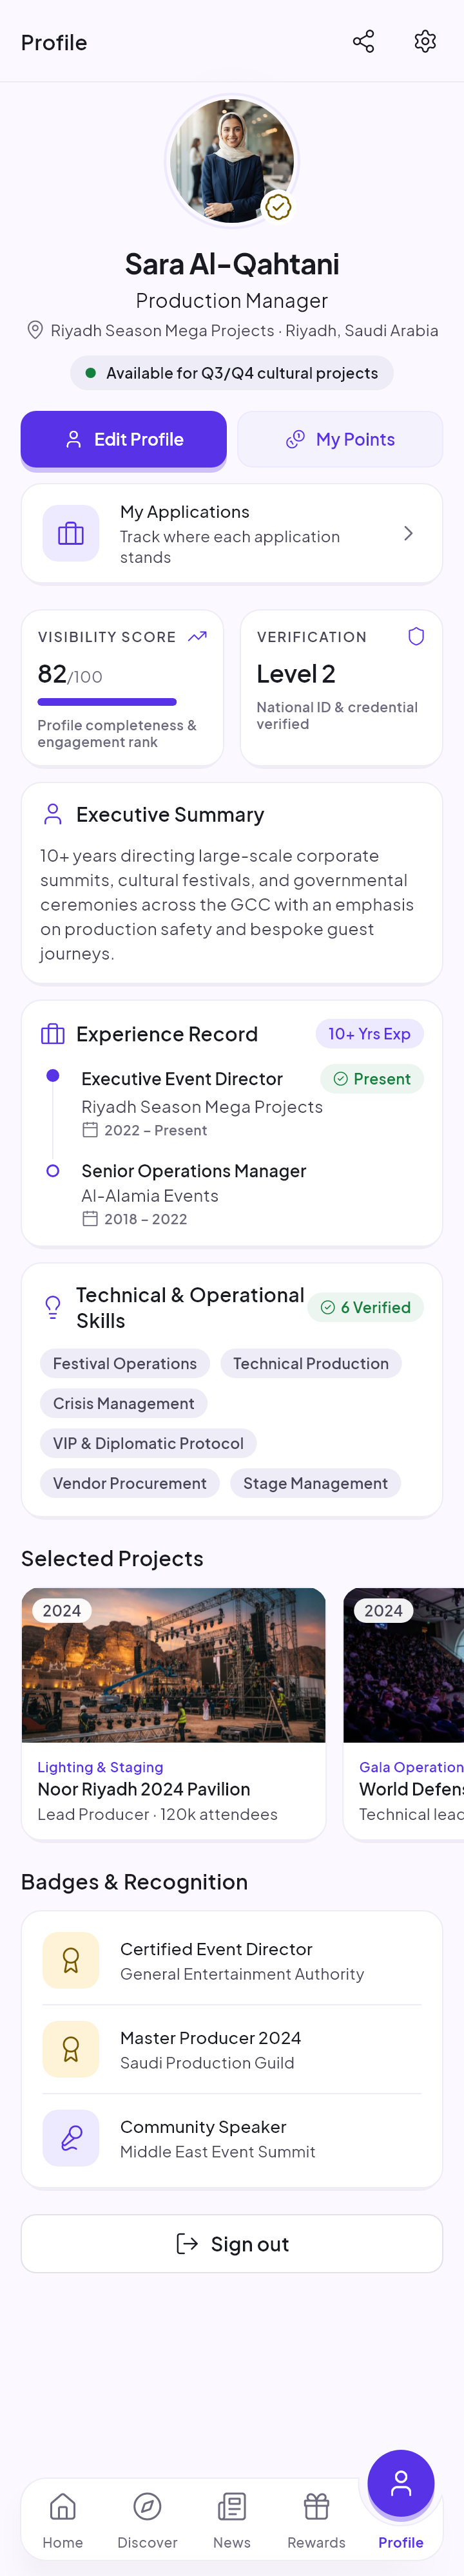 Profile
Sara Al-Qahtani
Production Manager
Riyadh Season Mega Projects · Riyadh, Saudi Arabia
Available for Q3/Q4 cultural projects
Edit Profile
My Points
My Applications
Track where each application
stands
VISIBILITY SCORE
82/100
Profile completeness &
engagement rank
VERIFICATION
Level 2
National ID & credential
verified
Executive Summary
10+ years directing large-scale corporate
summits, cultural festivals, and governmental
ceremonies across the GCC with an emphasis
on production safety and bespoke guest
journeys.
Experience Record
10+ Yrs Exp
Executive Event Director
Present
Riyadh Season Mega Projects
2022 – Present
Senior Operations Manager
Al-Alamia Events
2018 – 2022
Technical & Operational
Skills
6 Verified
Festival Operations
Technical Production
Crisis Management
VIP & Diplomatic Protocol
Vendor Procurement
Stage Management
Selected Projects
2024
Lighting & Staging
Noor Riyadh 2024 Pavilion
Lead Producer · 120k attendees
2024
Gala Operation
World Defens
Technical lead
Badges & Recognition
Certified Event Director
General Entertainment Authority
Master Producer 2024
Saudi Production Guild
Community Speaker
Middle East Event Summit
Sign out
Home
Discover
News
Rewards
Profile